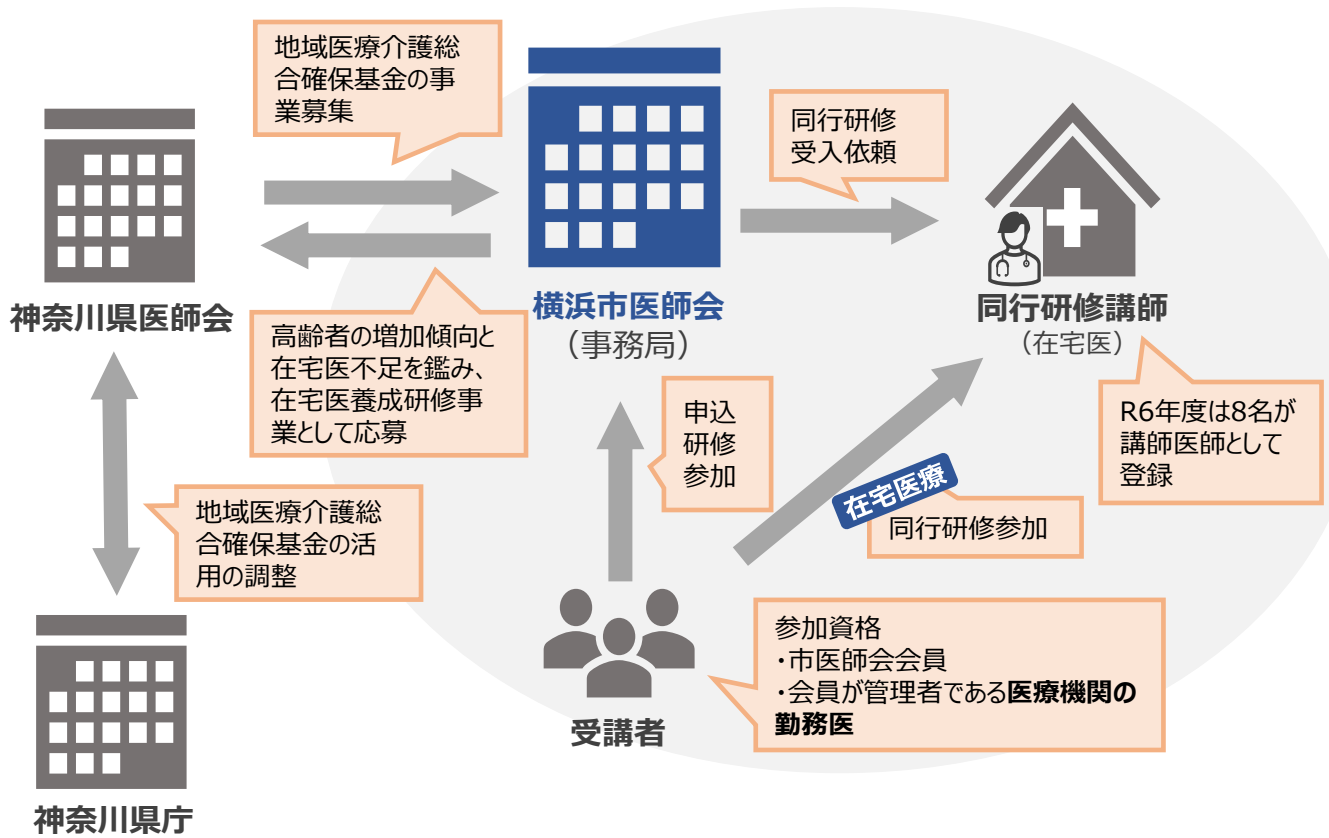 地域医療介護総
合確保基金の事
業募集
同行研修
受入依頼
神奈川県医師会
横浜市医師会
（事務局）
同行研修講師
（在宅医）
高齢者の増加傾向と
在宅医不足を鑑み、
在宅医養成研修事
業として応募
申込
研修
参加
R6年度は8名が
講師医師として
登録
在宅医療
同行研修参加
地域医療介護総
合確保基金の活
用の調整
参加資格
・市医師会会員
・会員が管理者である医療機関の
勤務医
受講者
神奈川県庁